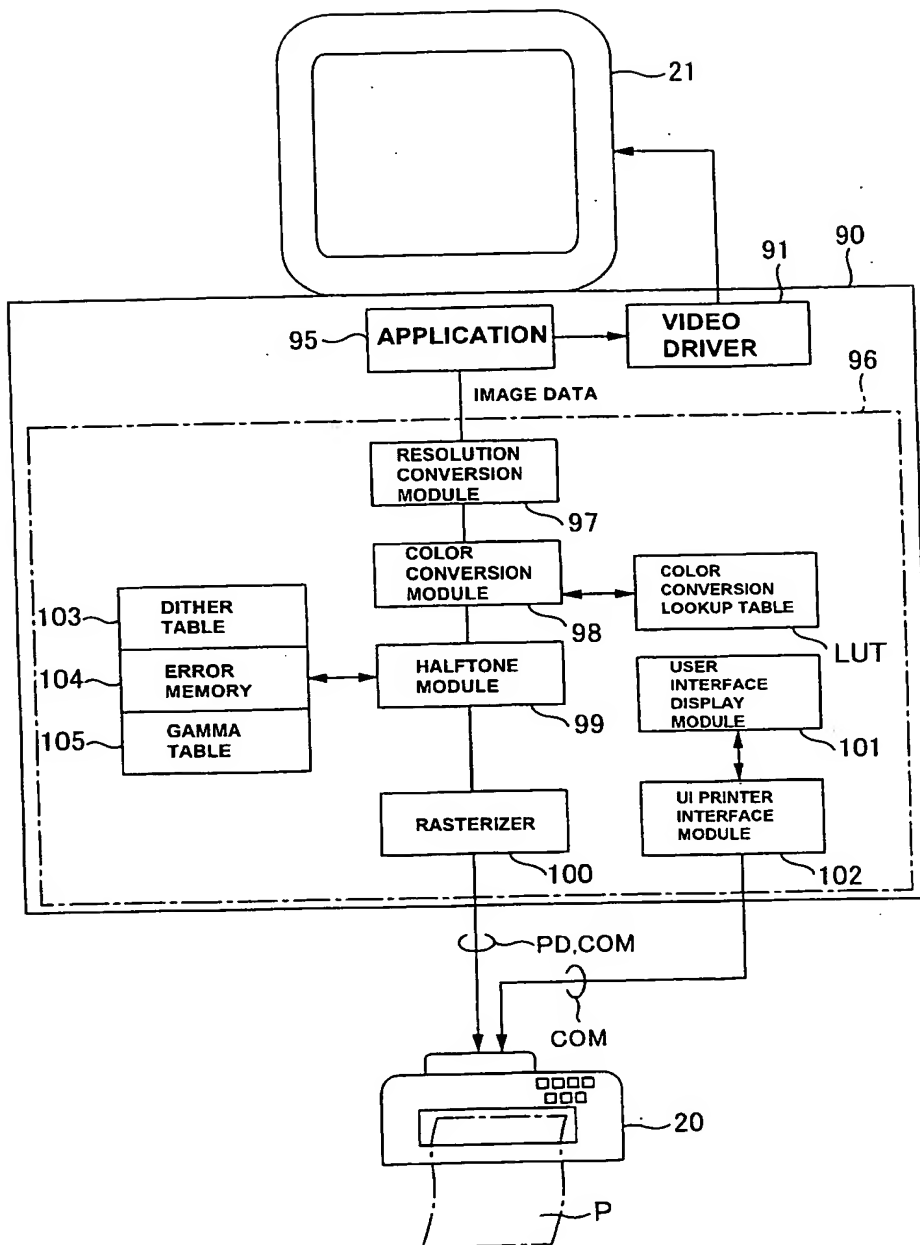 21
90
91
95
APPLICATION
VIDEO
DRIVER
96
IMAGE DATA
RESOLUTION
CONVERSION
MODULE
97
COLOR
CONVERSION
MODULE
98
COLOR
CONVERSION
LOOKUP TABLE
LUT
103
DITHER
TABLE
104
ERROR
MEMORY
105
GAMMA
TABLE
HALFTONE
MODULE
99
USER
INTERFACE
DISPLAY
MODULE
101
RASTERIZER
100
UI PRINTER
INTERFACE
MODULE
102
PD,COM
COM
20
P